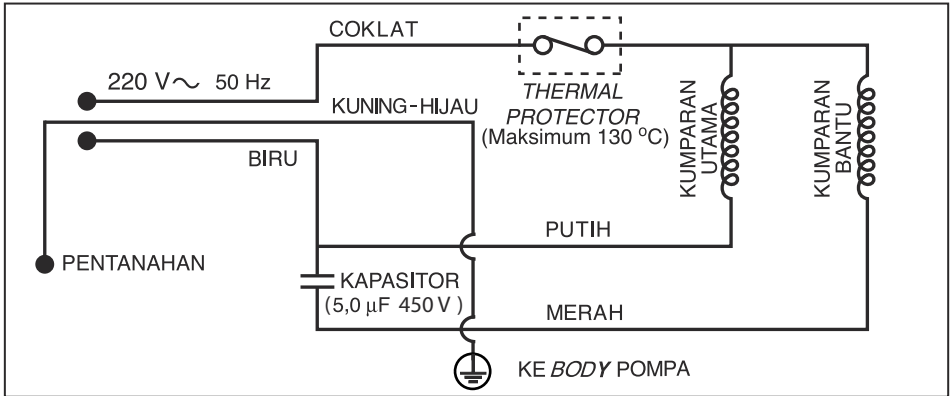 COKLAT
220 V~ 50 Hz
KUNING-HIJAU
BIRU
THERMAL
PROTECTOR
(Maksimum 130 °C)
KUMPARAN
UTAMA
KUMPARAN
BANTU
PUTIH
PENTANAHAN
KAPASITOR
(5,0 µF 450 V )
MERAH
KE BODY POMPA